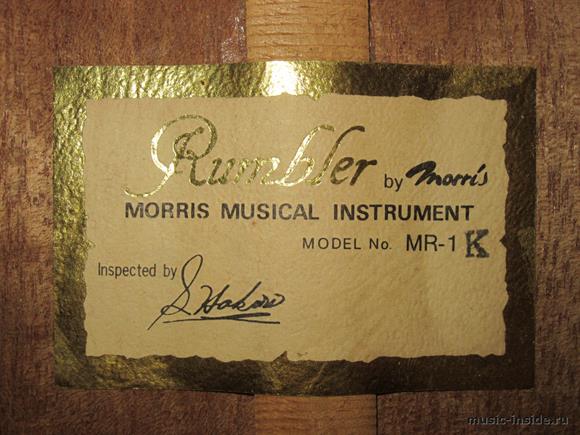 Rumbler by Morris
MORRIS MUSICAL INSTRUMENT
MODEL No. MR-1 K
Inspected by
music-inside.ru